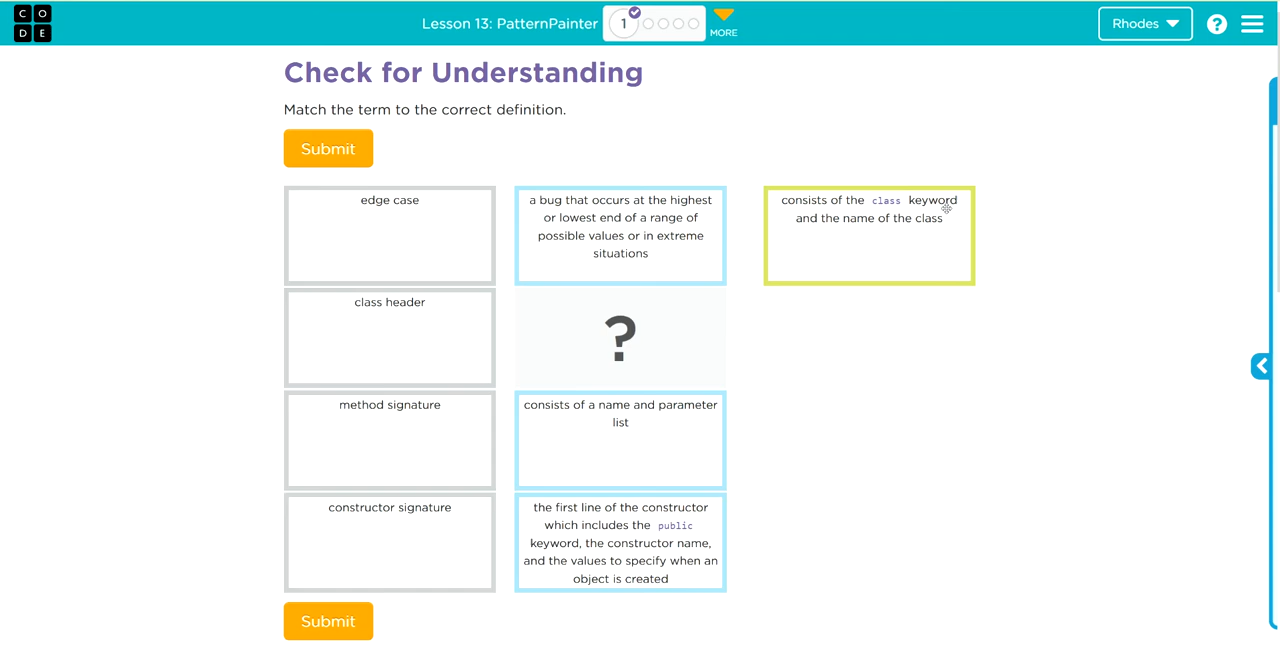 C O
D E
Lesson 13: PatternPainter
1
MORE
Rhodes
?
Check for Understanding
Match the term to the correct definition.
Submit
edge case
a bug that occurs at the highest
or lowest end of a range of
possible values or in extreme
situations
consists of the class keyword
and the name of the class
class header
?
method signature
consists of a name and parameter
list
constructor signature
the first line of the constructor
which includes the public
keyword, the constructor name,
and the values to specify when an
object is created
Submit